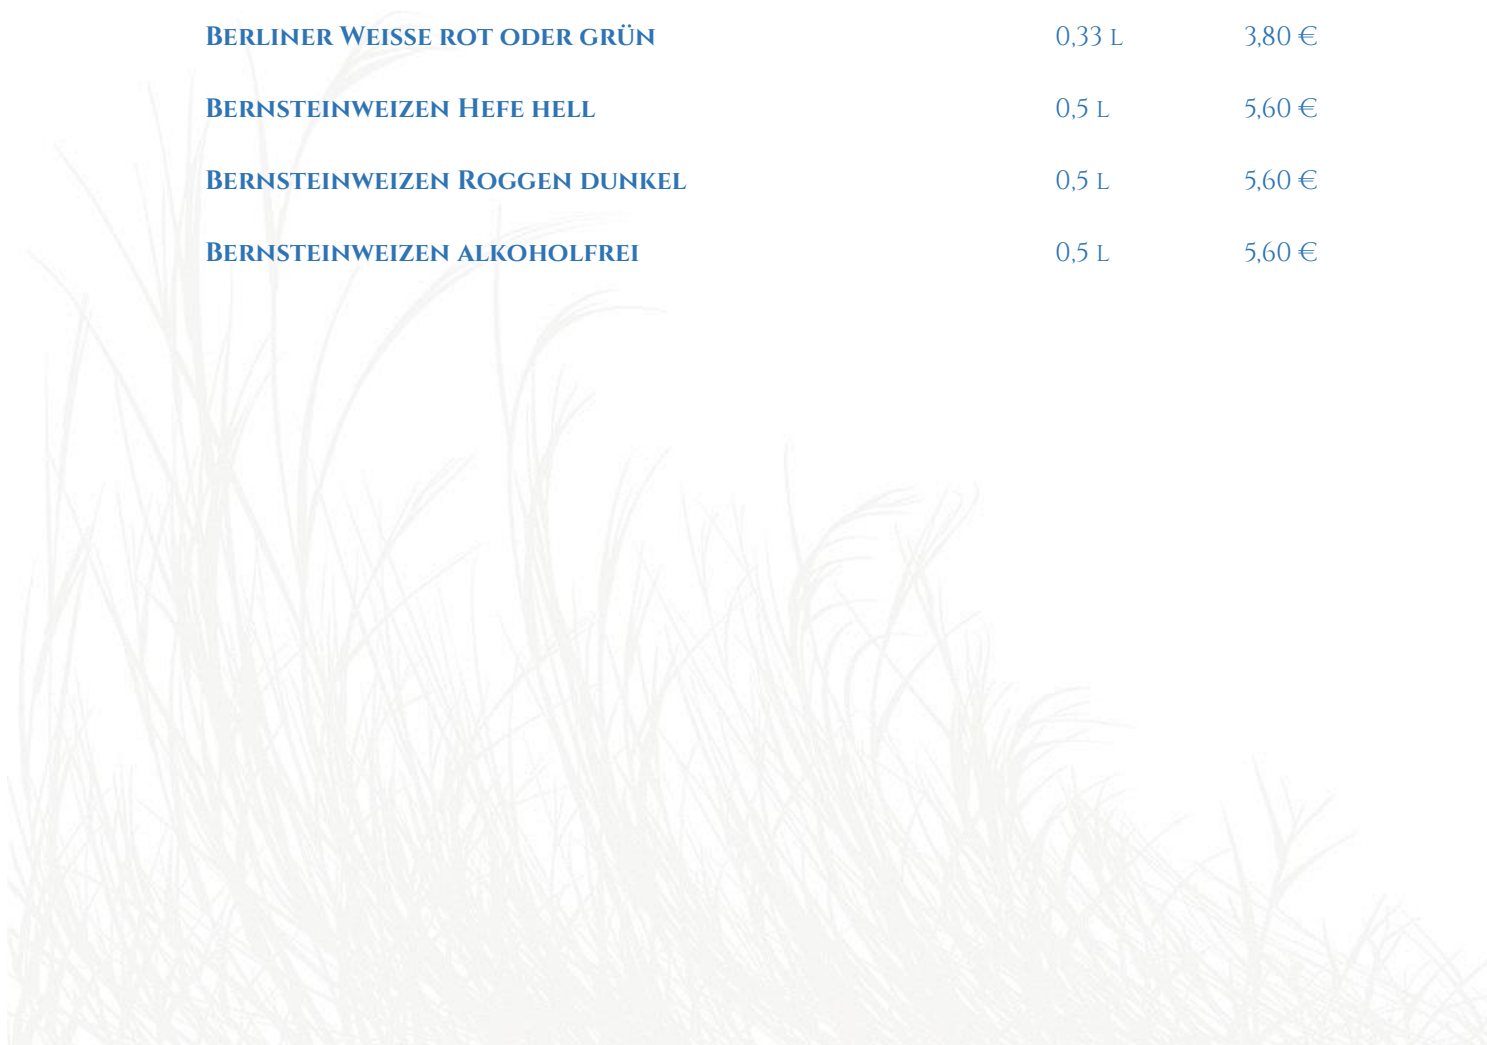 Berliner Weisse rot oder grün 0,33 l 3,80 €
Bernsteinweizen Hefe hell 0,5 l 5,60 €
Bernsteinweizen Roggen dunkel 0,5 l 5,60 €
Bernsteinweizen alkoholfrei 0,5 l 5,60 €